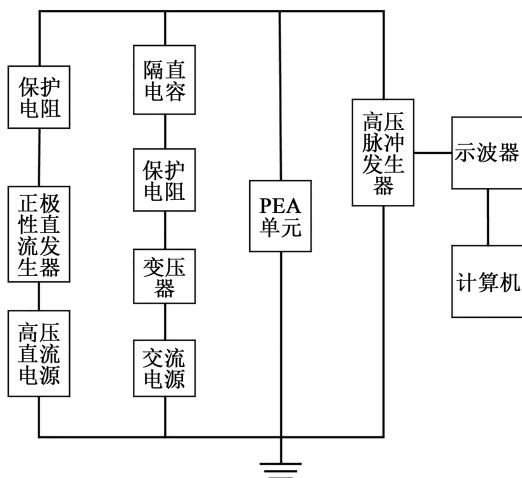 保护
电阻
正极
性直
流发
生器
高压
直流
电源
隔直
电容
保护
电阻
变压
器
交流
电源
PEA
单元
高压
脉冲
发生
器
示波器
计算机